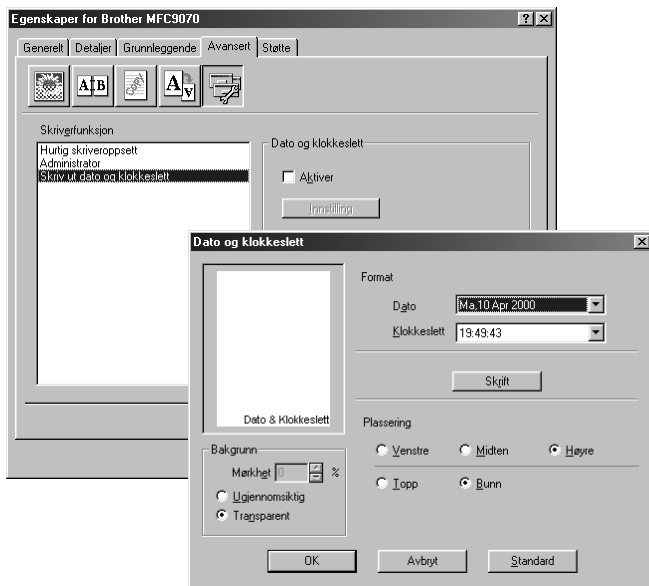 Egenskaper for Brother MFC9070
Generelt
Detaljer
Grunnleggende
Avansert
Støtte
A B
A V
Skriverfunksjon
Hurtig skriveroppsett
Administrator
Skriv ut dato og klokkeslett
Dato og klokkeslett
Aktiver
Innstilling
Dato og klokkeslett
Dato & Klokkeslett
Format
Dato Ma,10 Apr 2000
Klokkeslett 19:49:43
Skrift
Plassering
Venstre Midten Høyre
Topp Bunn
Bakgrunn
Mørkhet 0 %
Ugjennomsiktig
Transparent
OK Avbryt Standard